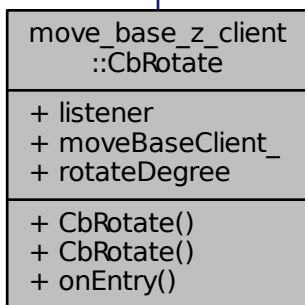 move_base_z_client
::CbRotate
+ listener
+ moveBaseClient_
+ rotateDegree
+ CbRotate()
+ CbRotate()
+ onEntry()